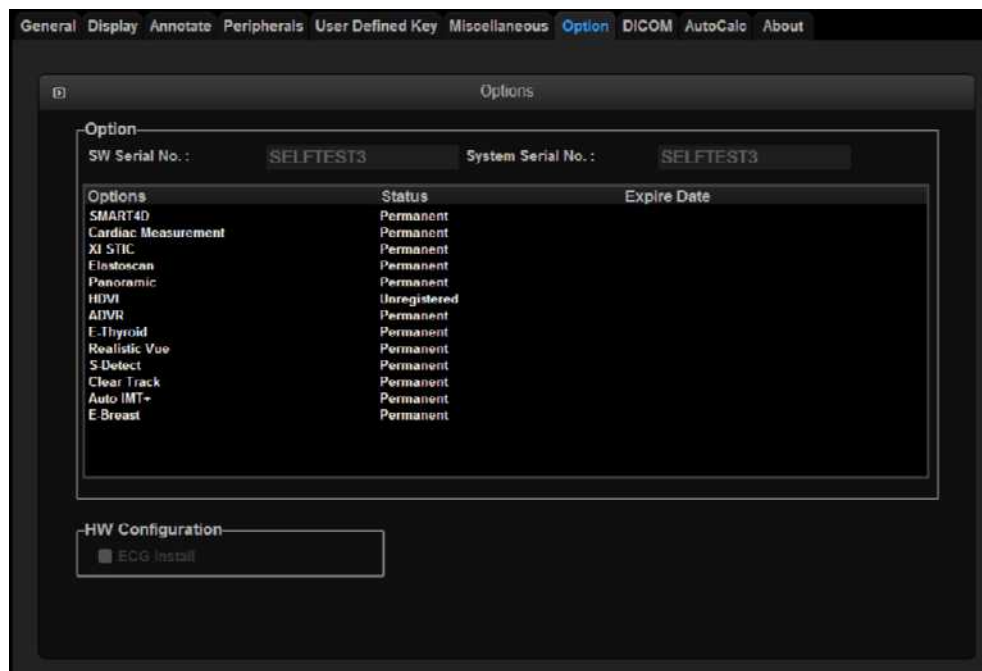 General Display Annotate Peripherals User Defined Key Miscellaneous Option DICOM AutoCalc About
Options
Option
SW Serial No. : SELFTEST3 System Serial No. : SELFTEST3
Options Status Expire Date
SMART4D Permanent
Cardiac Measurement Permanent
XI STIC Permanent
Elastoscan Permanent
Panoramic Permanent
HDVI Unregistered
ADVR Permanent
E-Thyroid Permanent
Realistic Vue Permanent
S-Detect Permanent
Clear Track Permanent
Auto IMT+ Permanent
E-Breast Permanent
HW Configuration
ECG Install